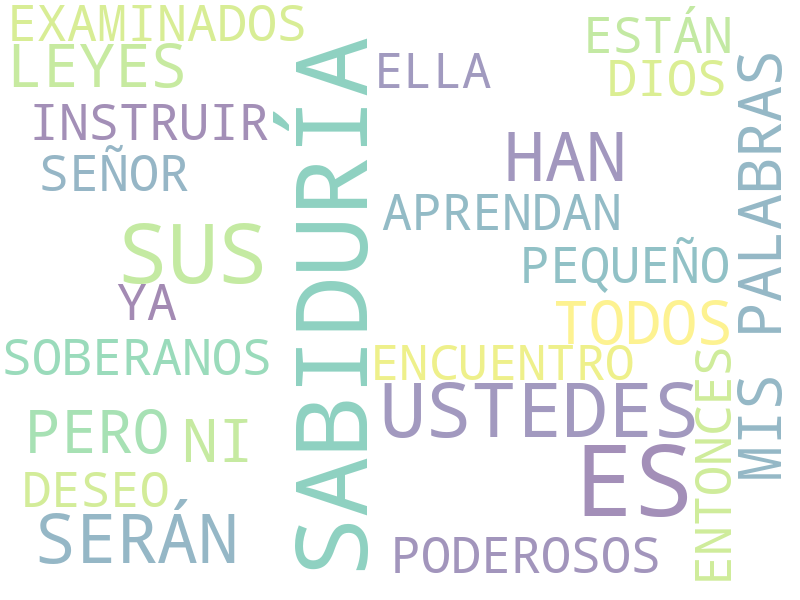 EXAMINADOS
LEYES
INSTRUIR
SEÑOR
SUS
YA
SOBERANOS
PERO
NI
DESEO
SERÁN
SABIDURÍA
ELLA
ESTÁN
DIOS
HAN
APRENDAN
PEQUEÑO
TODOS
ENCUENTRO
USTEDES
ES
PODEROSOS
ENTONCES
MIS PALABRAS